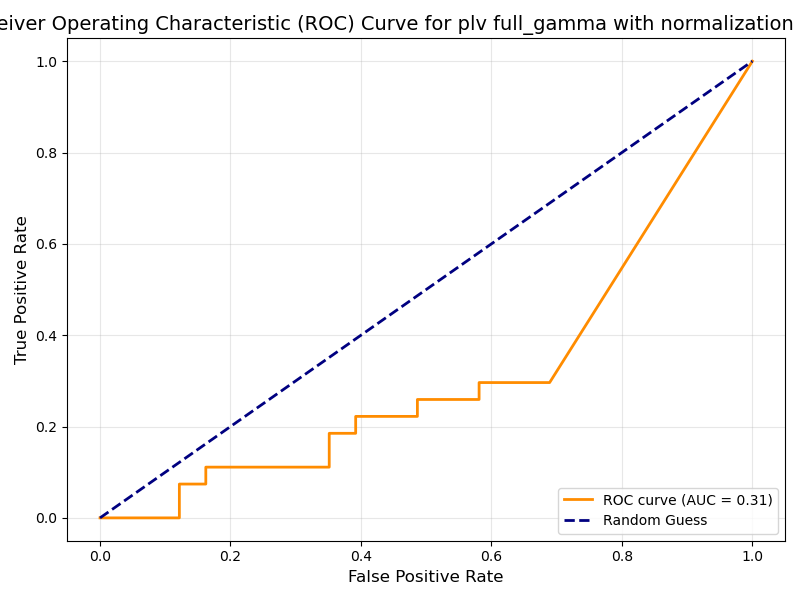 eiver Operating Characteristic (ROC) Curve for plv full_gamma with normalization
1.0
0.8
0.6
0.4
0.2
0.0
True Positive Rate
0.0 0.2 0.4 0.6 0.8 1.0
False Positive Rate
ROC curve (AUC = 0.31)
Random Guess